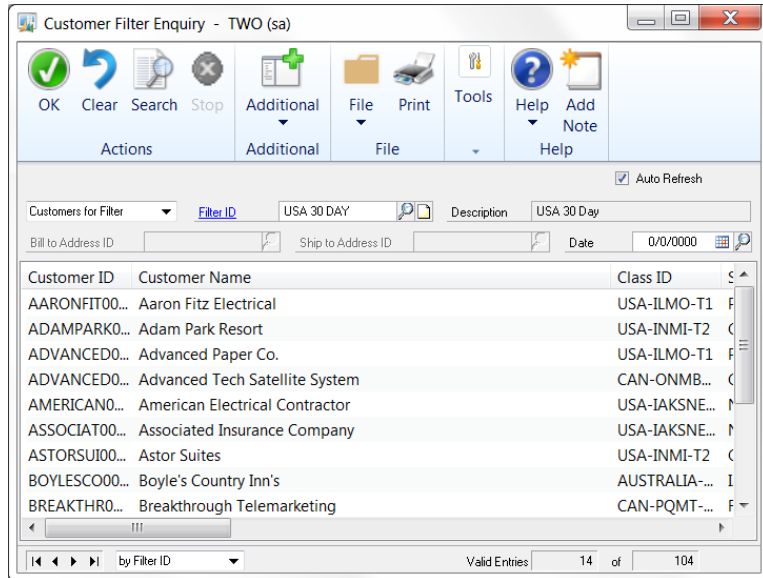 Customer Filter Enquiry - TWO (sa)
OK Clear Search Stop Additional File Print Tools Help Add Note
Actions Additional File Help
Auto Refresh
Customers for Filter Filter ID USA 30 DAY Description USA 30 Day
Bill to Address ID Ship to Address ID Date 0/0/0000
Customer ID Customer Name Class ID S
AARONFIT00... Aaron Fitz Electrical USA-ILMO-T1
ADAMPARK0... Adam Park Resort USA-INMI-T2
ADVANCED0... Advanced Paper Co. USA-ILMO-T1
ADVANCED0... Advanced Tech Satellite System CAN-ONMB...
AMERICAN0... American Electrical Contractor USA-IAKSNE...
ASSOCIAT00... Associated Insurance Company USA-IAKSNE...
ASTORSUI00... Astor Suites USA-INMI-T2
BOYLESCO00... Boyle's Country Inn's AUSTRALIA-...
BREAKTHR0... Breakthrough Telemarketing CAN-PQMT-...
by Filter ID Valid Entries 14 of 104